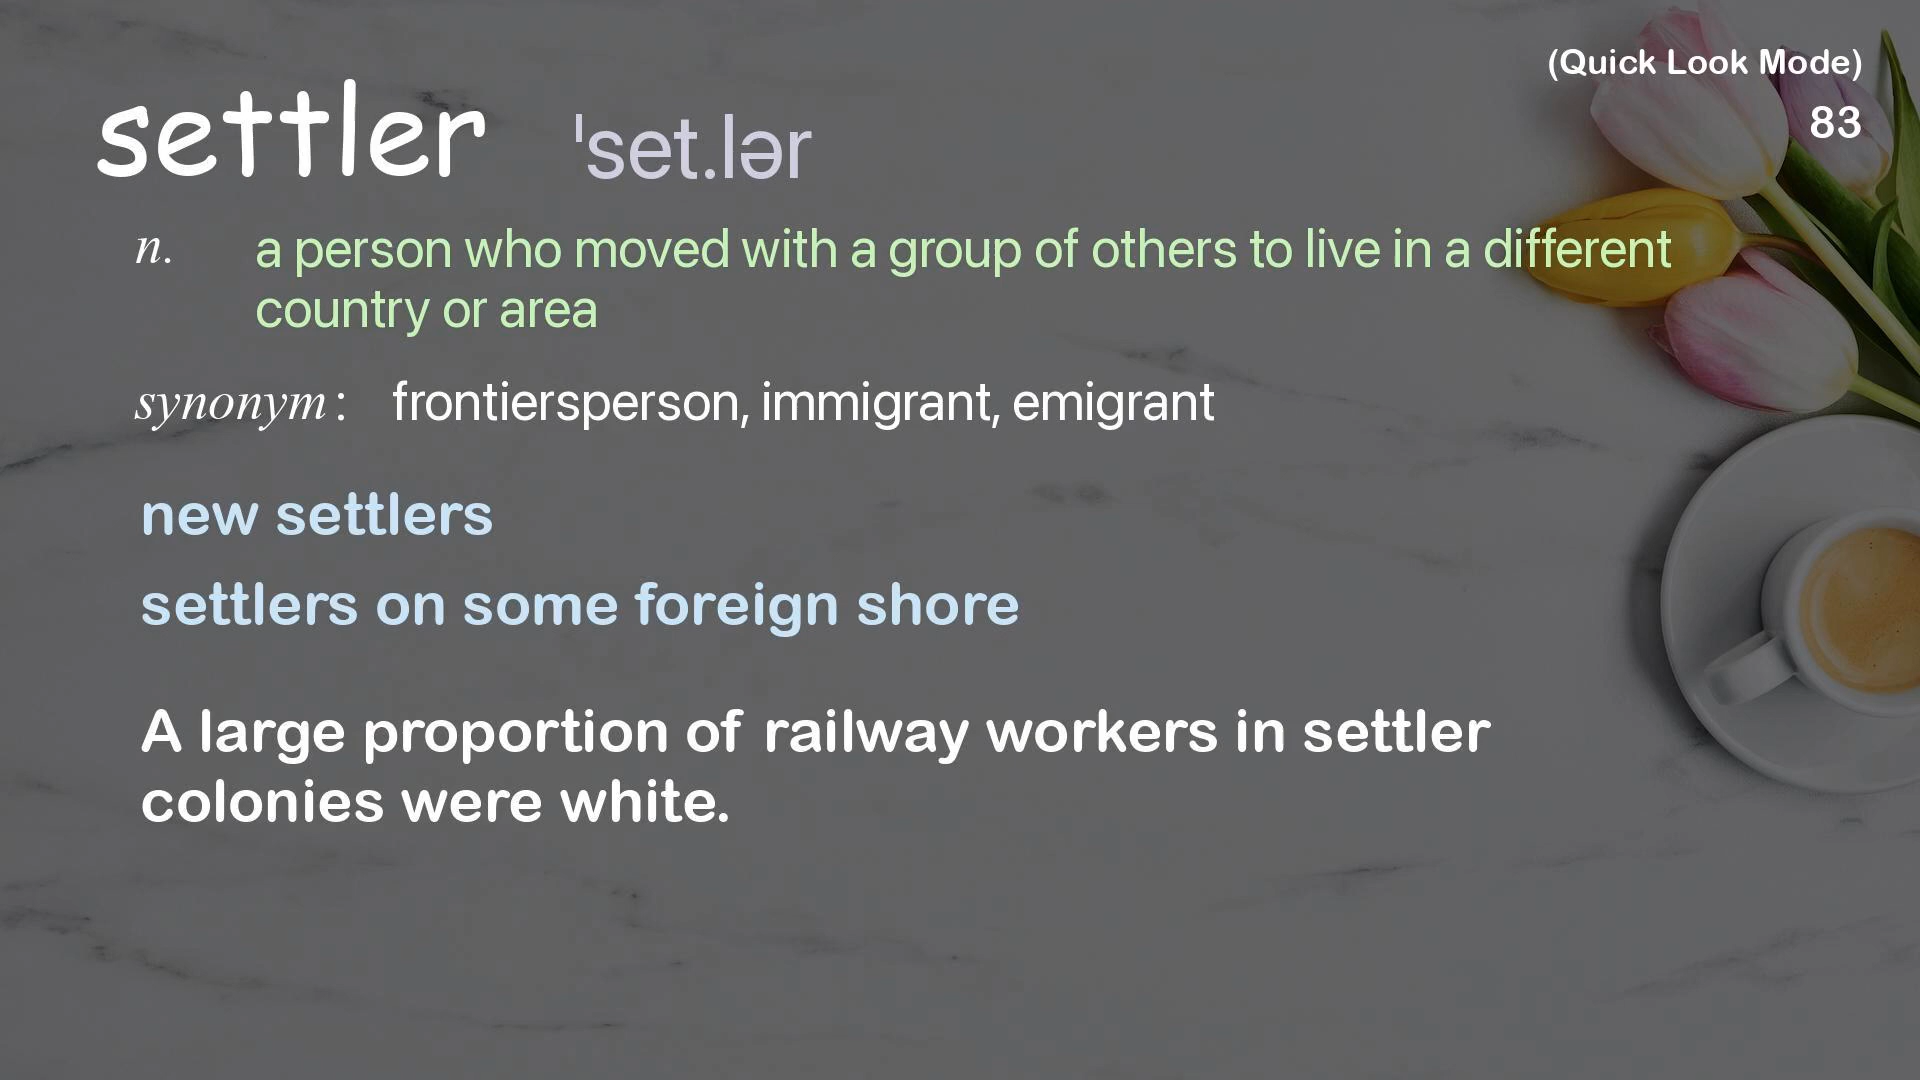 (Quick Look Mode)
83
settler ˈset.lər
n. a person who moved with a group of others to live in a different
country or area
synonym: frontiersperson, immigrant, emigrant
new settlers
settlers on some foreign shore
A large proportion of railway workers in settler
colonies were white.